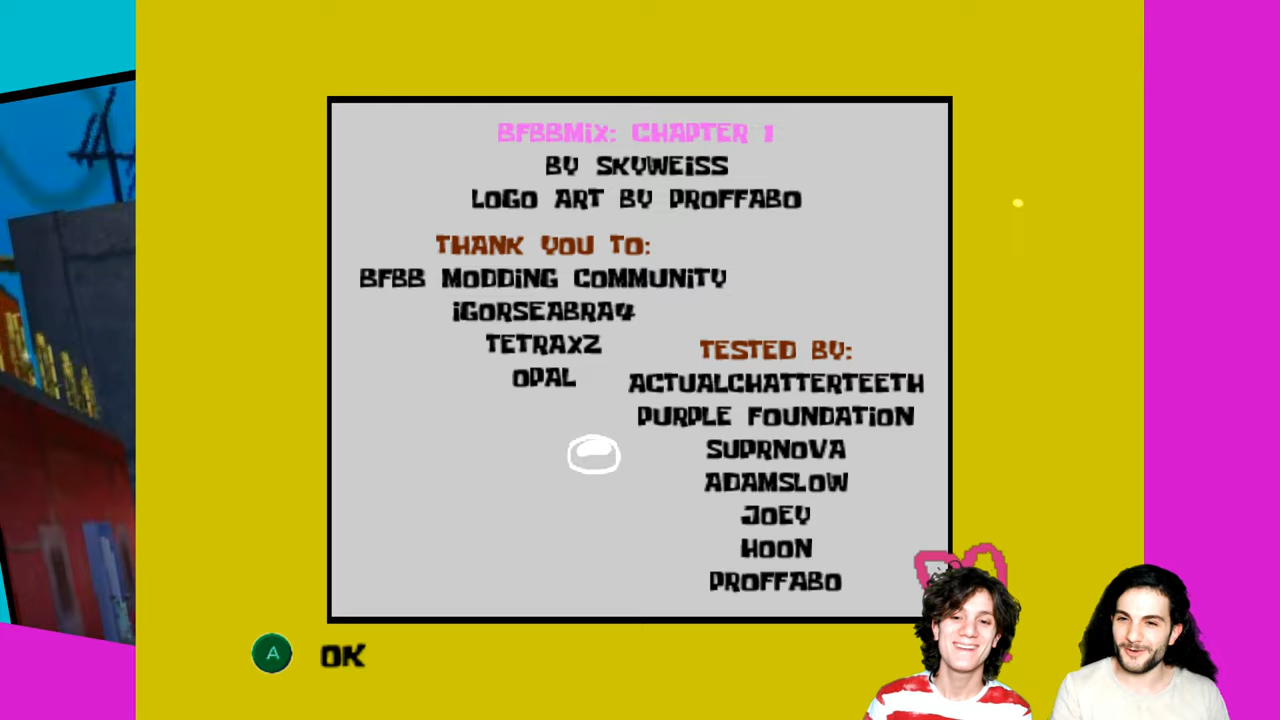 BFBBMiX: CHAPTER 1
BY SKYWEiSS
LOGO ART BY PROFFABO
THANK YOU TO:
BFBB MODDiNG COMMUNiTY
iGORSEABRA4
TETRAXZ
OPAL
TESTED BY:
ACTUALCHATTERTEETH
PURPLE FOUNDATiON
SUPRNOVA
ADAMSLOW
JOEY
HOON
PROFFABO
A OK